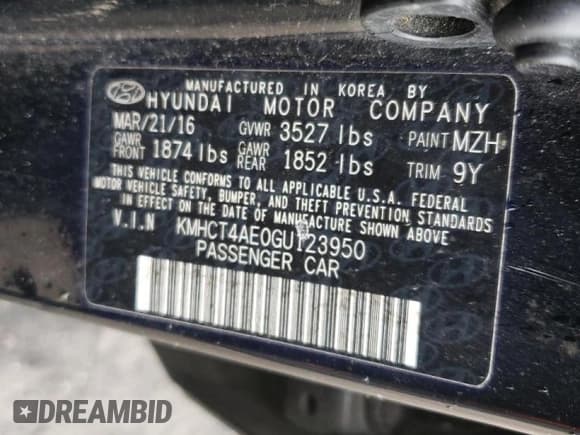 MANUFACTURED IN KOREA BY
HYUNDAI MOTOR COMPANY
MAR/21/16 GVWR 3527 lbs PAINT MZH
GAWR FRONT 1874 lbs GAWR REAR 1852 lbs TRIM 9Y
THIS VEHICLE CONFORMS TO ALL APPLICABLE U.S.A. FEDERAL
MOTOR VEHICLE SAFETY, BUMPER, AND THEFT PREVENTION STANDARDS
IN EFFECT ON THE DATE OF MANUFACTURE SHOWN ABOVE
V.I.N KMHCT4AE0GU123950
PASSENGER CAR
DREAMBID